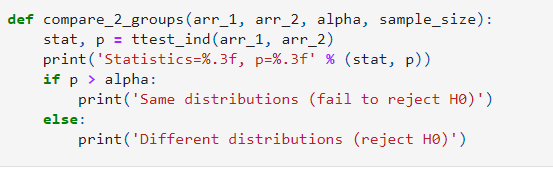 def compare_2_groups(arr_1, arr_2, alpha, sample_size):
    stat, p = ttest_ind(arr_1, arr_2)
    print('Statistics=%.3f, p=%.3f' % (stat, p))
    if p > alpha:
        print('Same distributions (fail to reject H0)')
    else:
        print('Different distributions (reject H0)')